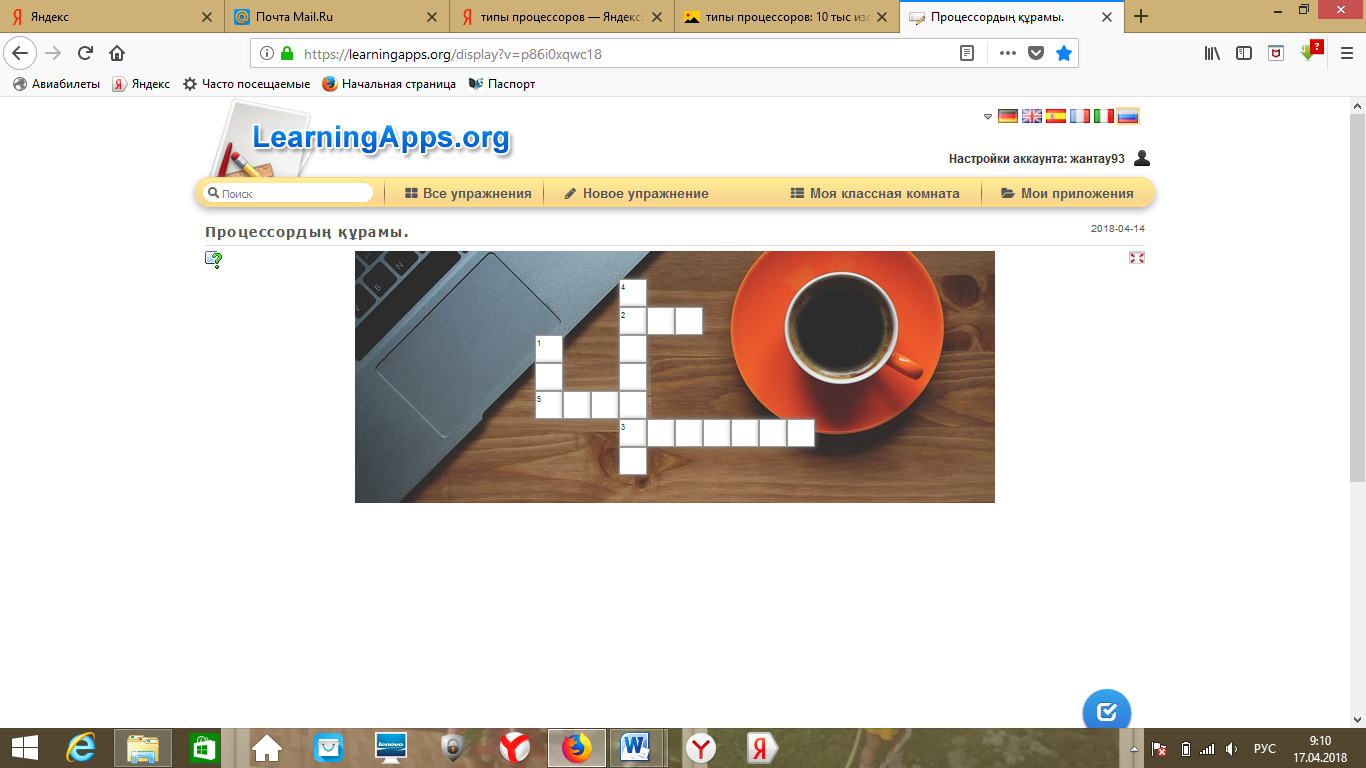 Яндекс
Почта Mail.Ru
типы процессоров — Яндекс
типы процессоров: 10 тыс изо
Процессордың құрамы.
https://learningapps.org/display?v=p86i0xqwc18
Авиабилеты
Яндекс
Часто посещаемые
Начальная страница
Паспорт
LearningApps.org
Настройки аккаунта: жантау93
Поиск
Все упражнения
Новое упражнение
Моя классная комната
Мои приложения
Процессордың құрамы.
2018-04-14
4
2
1
5
3
lenovo
РУС
9:10
17.04.2018